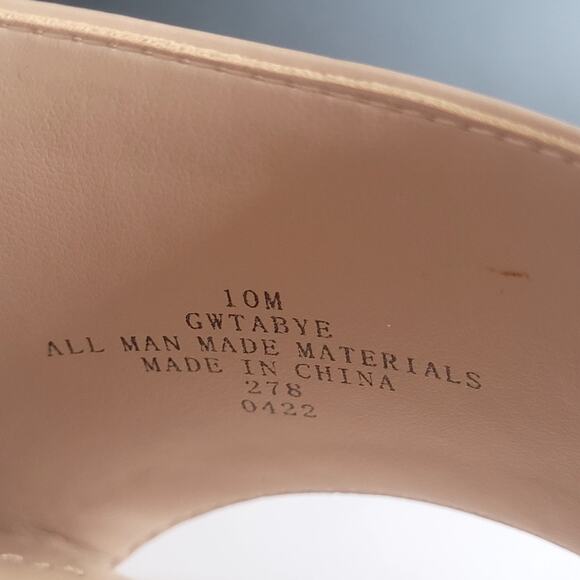 10M
GWTABYE
ALL MAN MADE MATERIALS
MADE IN CHINA
278
0422